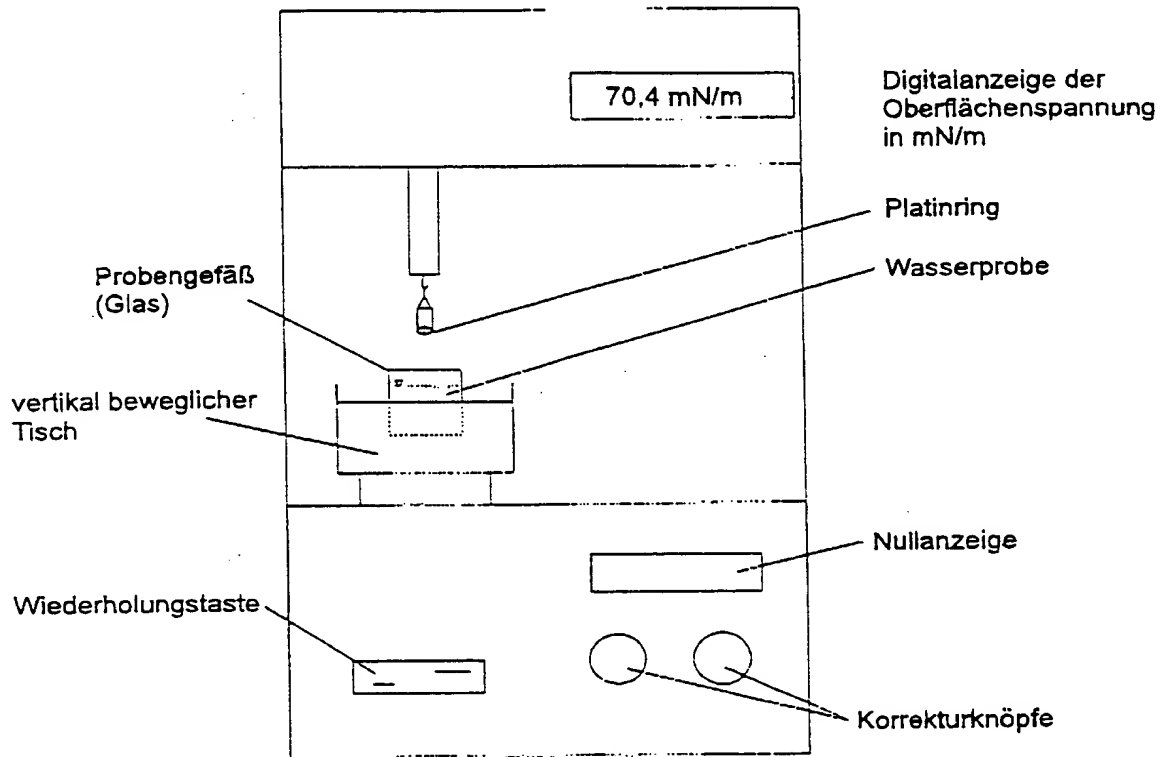 70,4 mN/m
Digitalanzeige der
Oberflächenspannung
in mN/m
Platinring
Wasserprobe
Probengefäß
(Glas)
vertikal beweglicher
Tisch
Nullanzeige
Wiederholungstaste
Korrekturknöpfe